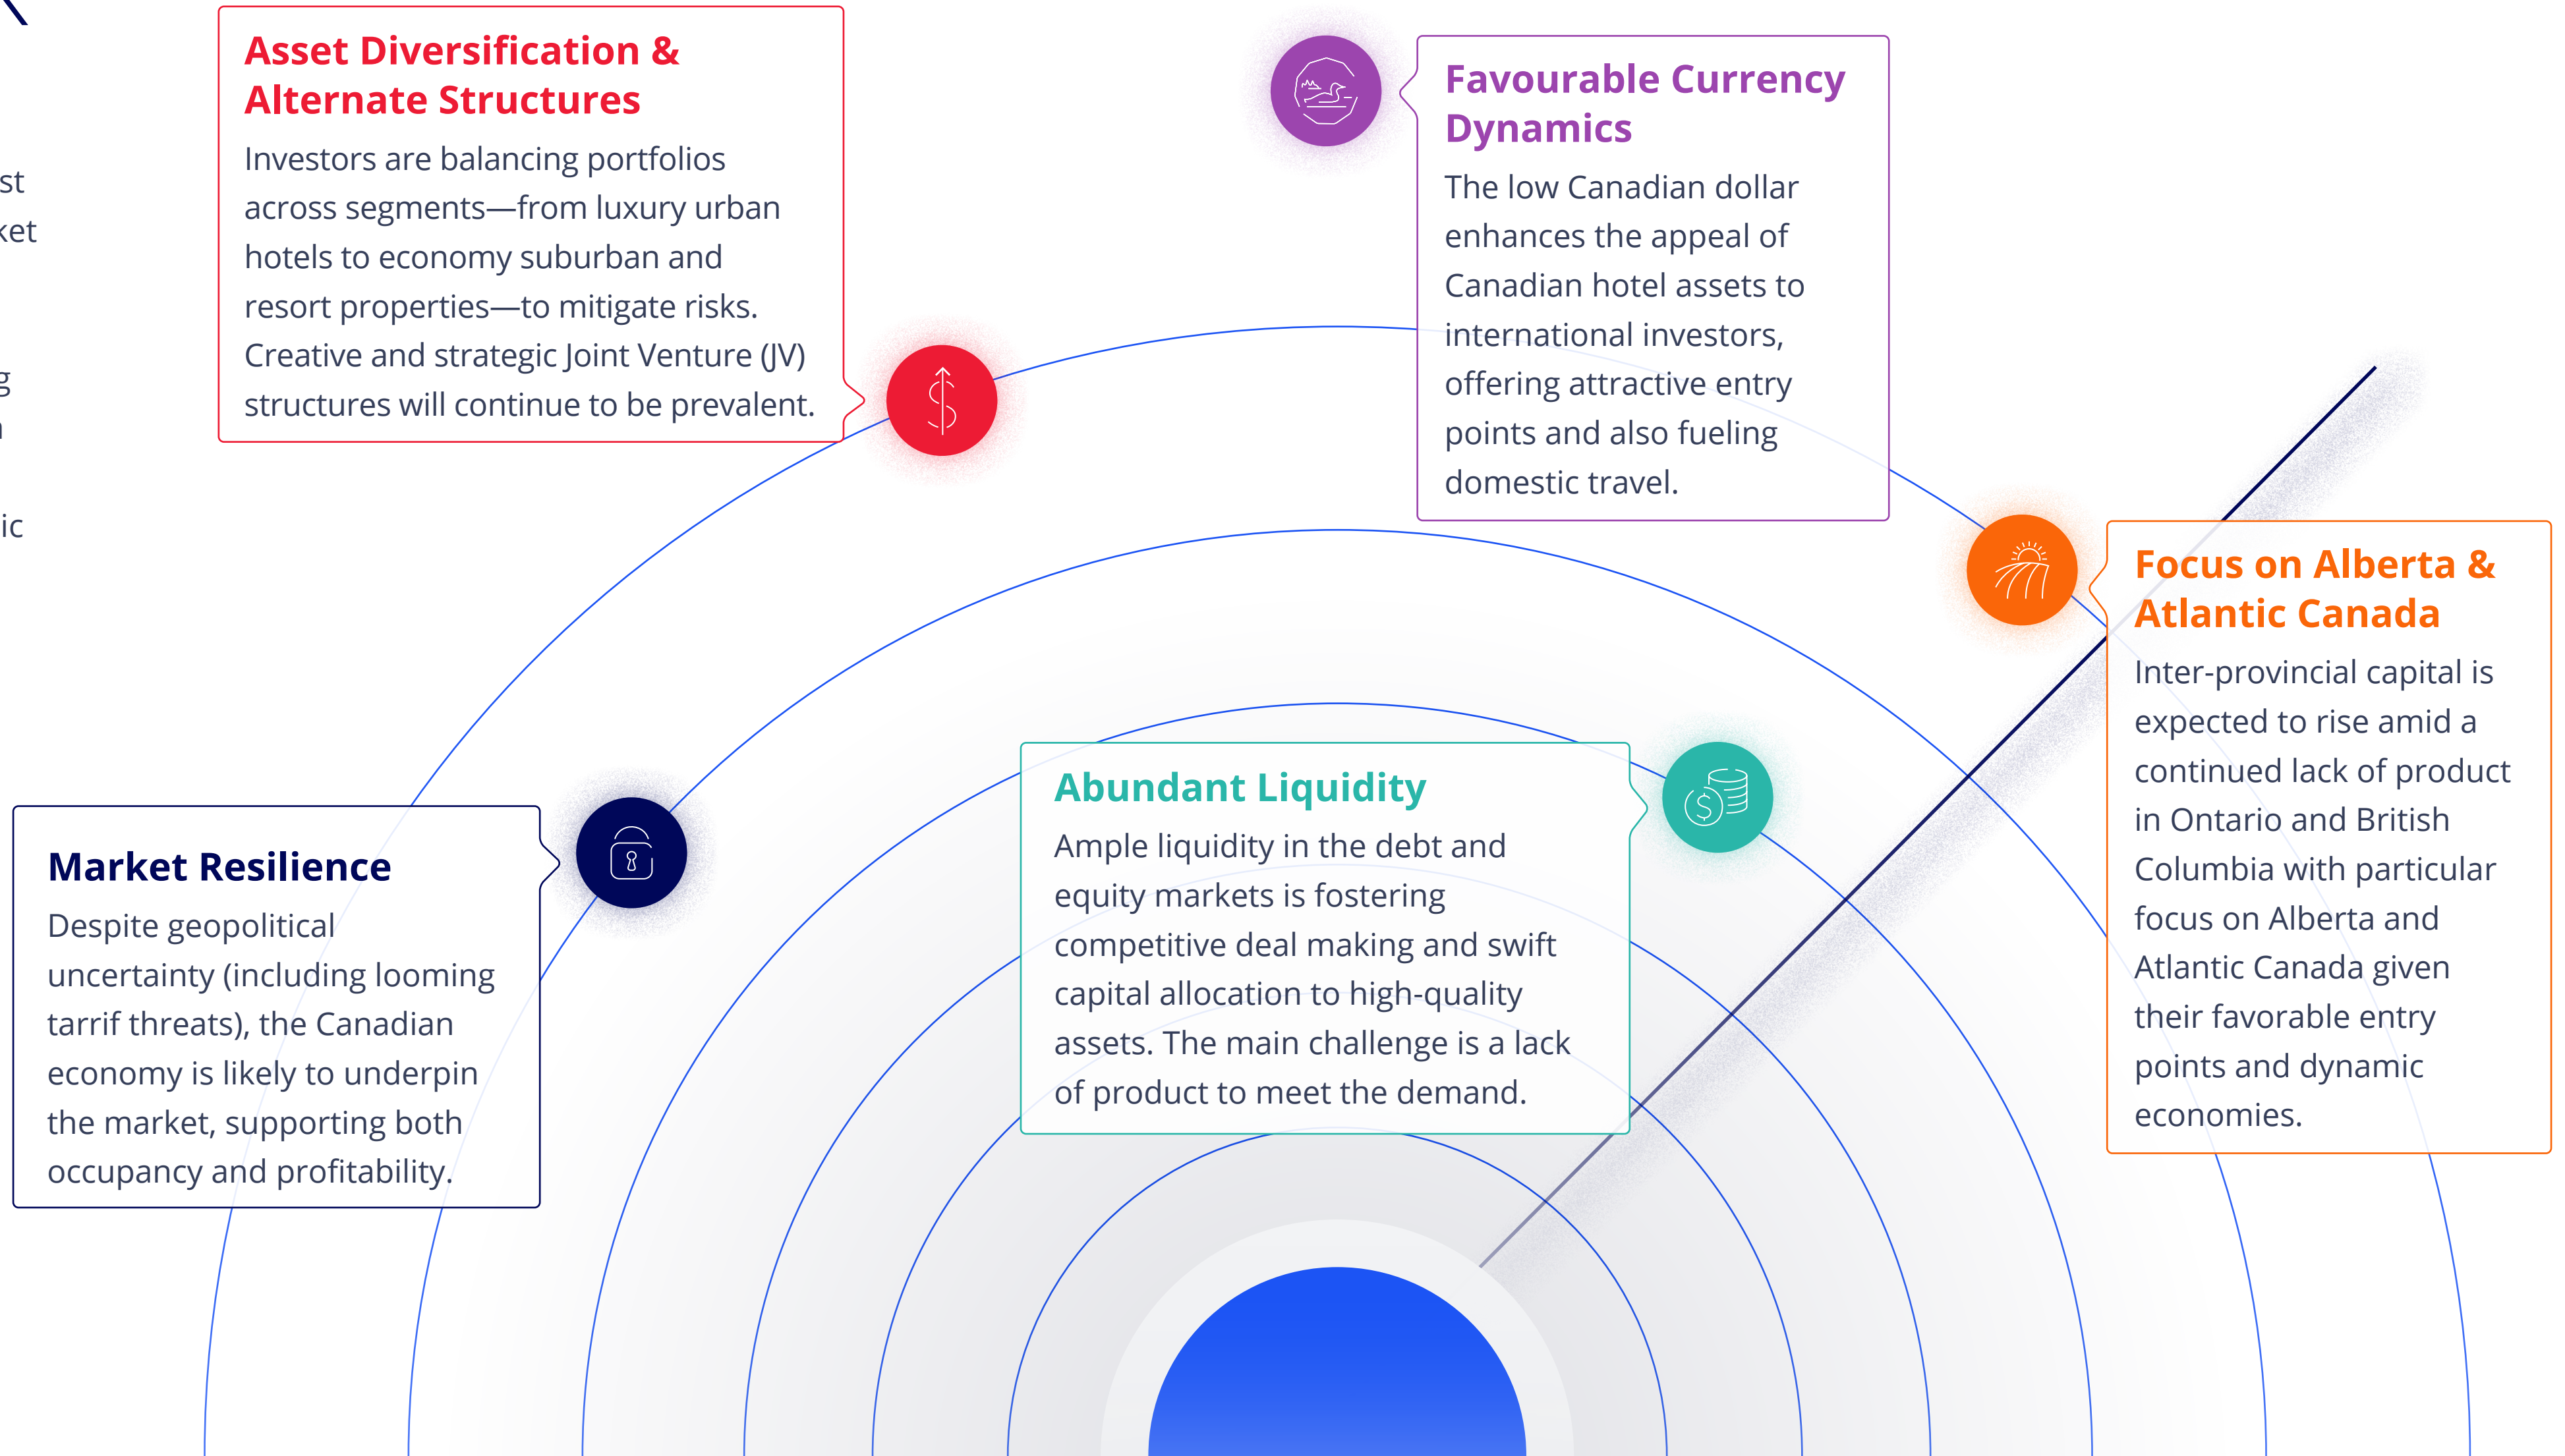 st
ket
g
ic
Asset Diversification &
Alternate Structures
Investors are balancing portfolios
across segments—from luxury urban
hotels to economy suburban and
resort properties—to mitigate risks.
Creative and strategic Joint Venture (JV)
structures will continue to be prevalent.
Favourable Currency
Dynamics
The low Canadian dollar
enhances the appeal of
Canadian hotel assets to
international investors,
offering attractive entry
points and also fueling
domestic travel.
Focus on Alberta &
Atlantic Canada
Inter-provincial capital is
expected to rise amid a
continued lack of product
in Ontario and British
Columbia with particular
focus on Alberta and
Atlantic Canada given
their favorable entry
points and dynamic
economies.
Abundant Liquidity
Ample liquidity in the debt and
equity markets is fostering
competitive deal making and swift
capital allocation to high-quality
assets. The main challenge is a lack
of product to meet the demand.
Market Resilience
Despite geopolitical
uncertainty (including looming
tarrif threats), the Canadian
economy is likely to underpin
the market, supporting both
occupancy and profitability.